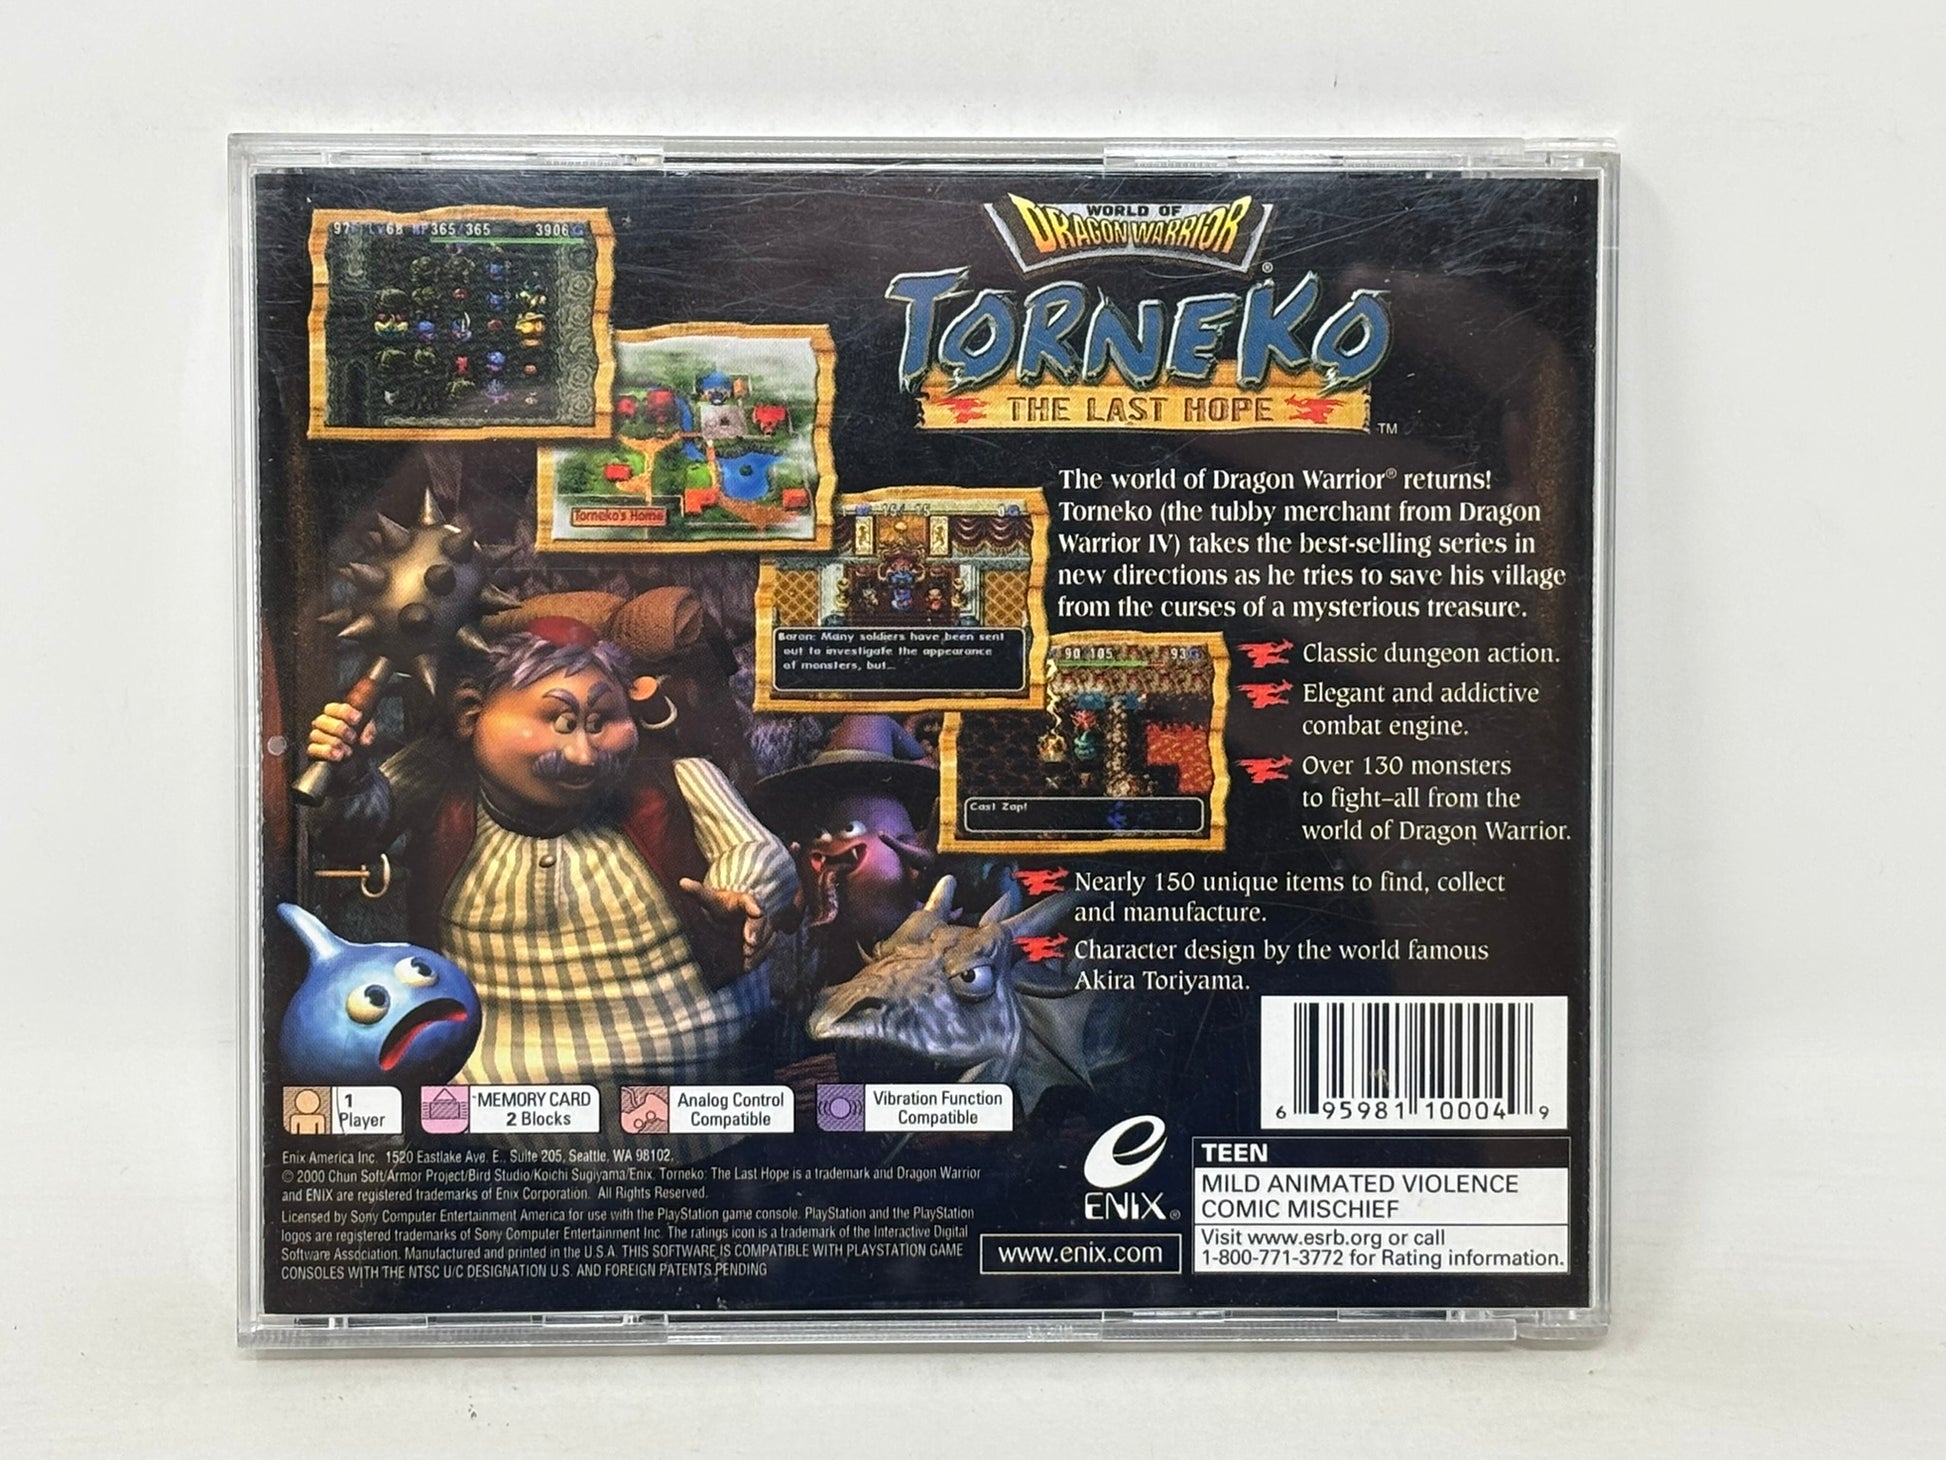 WORLD OF
DRAGON WARRIOR®
TORNEKO
THE LAST HOPE™
HP 365/365 3906G
Torneko's Home
15/ 15 0G
Baron: Many soldiers have been sent
out to investigate the appearance
of monsters, but...
90 105 93G
Cast Zap!
The world of Dragon Warrior® returns!
Torneko (the tubby merchant from Dragon
Warrior IV) takes the best-selling series in
new directions as he tries to save his village
from the curses of a mysterious treasure.
Classic dungeon action.
Elegant and addictive
combat engine.
Over 130 monsters
to fight–all from the
world of Dragon Warrior.
Nearly 150 unique items to find, collect
and manufacture.
Character design by the world famous
Akira Toriyama.
1
Player
MEMORY CARD
2 Blocks
Analog Control
Compatible
Vibration Function
Compatible
6 95981 10004 9
Enix America Inc. 1520 Eastlake Ave. E., Suite 205, Seattle, WA 98102.
© 2000 Chun Soft/Armor Project/Bird Studio/Koichi Sugiyama/Enix. Torneko: The Last Hope is a trademark and Dragon Warrior
and ENIX are registered trademarks of Enix Corporation. All Rights Reserved.
Licensed by Sony Computer Entertainment America for use with the PlayStation game console. PlayStation and the PlayStation
logos are registered trademarks of Sony Computer Entertainment Inc. The ratings icon is a trademark of the Interactive Digital
Software Association. Manufactured and printed in the U.S.A. THIS SOFTWARE IS COMPATIBLE WITH PLAYSTATION GAME
CONSOLES WITH THE NTSC U/C DESIGNATION U.S. AND FOREIGN PATENTS PENDING
ENIX®
www.enix.com
TEEN
MILD ANIMATED VIOLENCE
COMIC MISCHIEF
Visit www.esrb.org or call
1-800-771-3772 for Rating information.